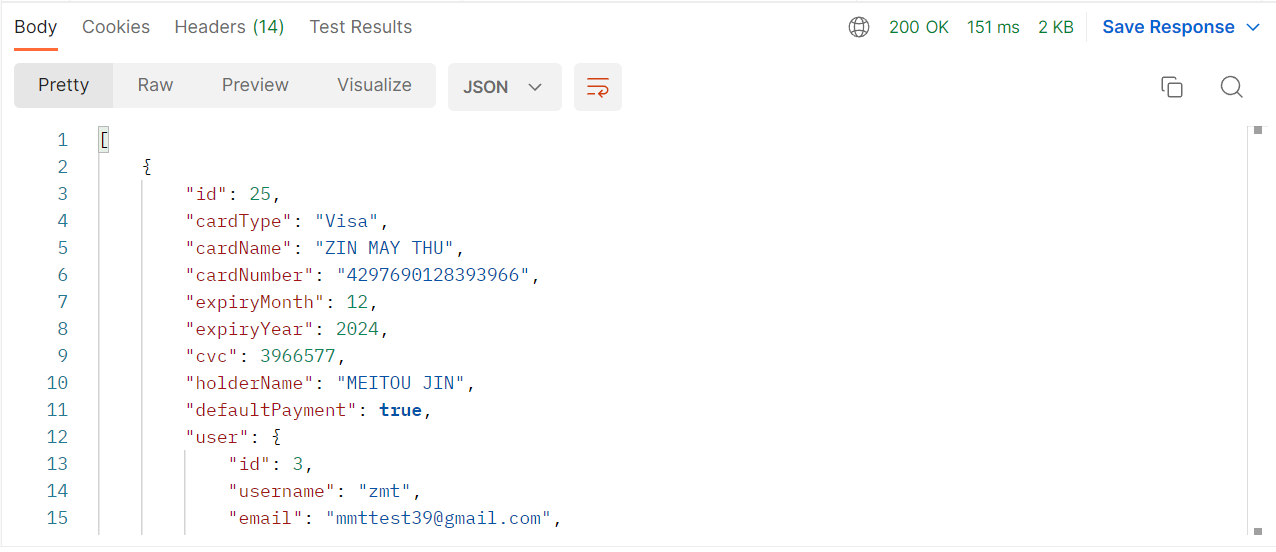 Body Cookies Headers (14) Test Results 200 OK 151 ms 2 KB Save Response
Pretty Raw Preview Visualize JSON
1 [
2 {
3 "id": 25,
4 "cardType": "Visa",
5 "cardName": "ZIN MAY THU",
6 "cardNumber": "4297690128393966",
7 "expiryMonth": 12,
8 "expiryYear": 2024,
9 "cvc": 3966577,
10 "holderName": "MEITOU JIN",
11 "defaultPayment": true,
12 "user": {
13 "id": 3,
14 "username": "zmt",
15 "email": "mmttest39@gmail.com",